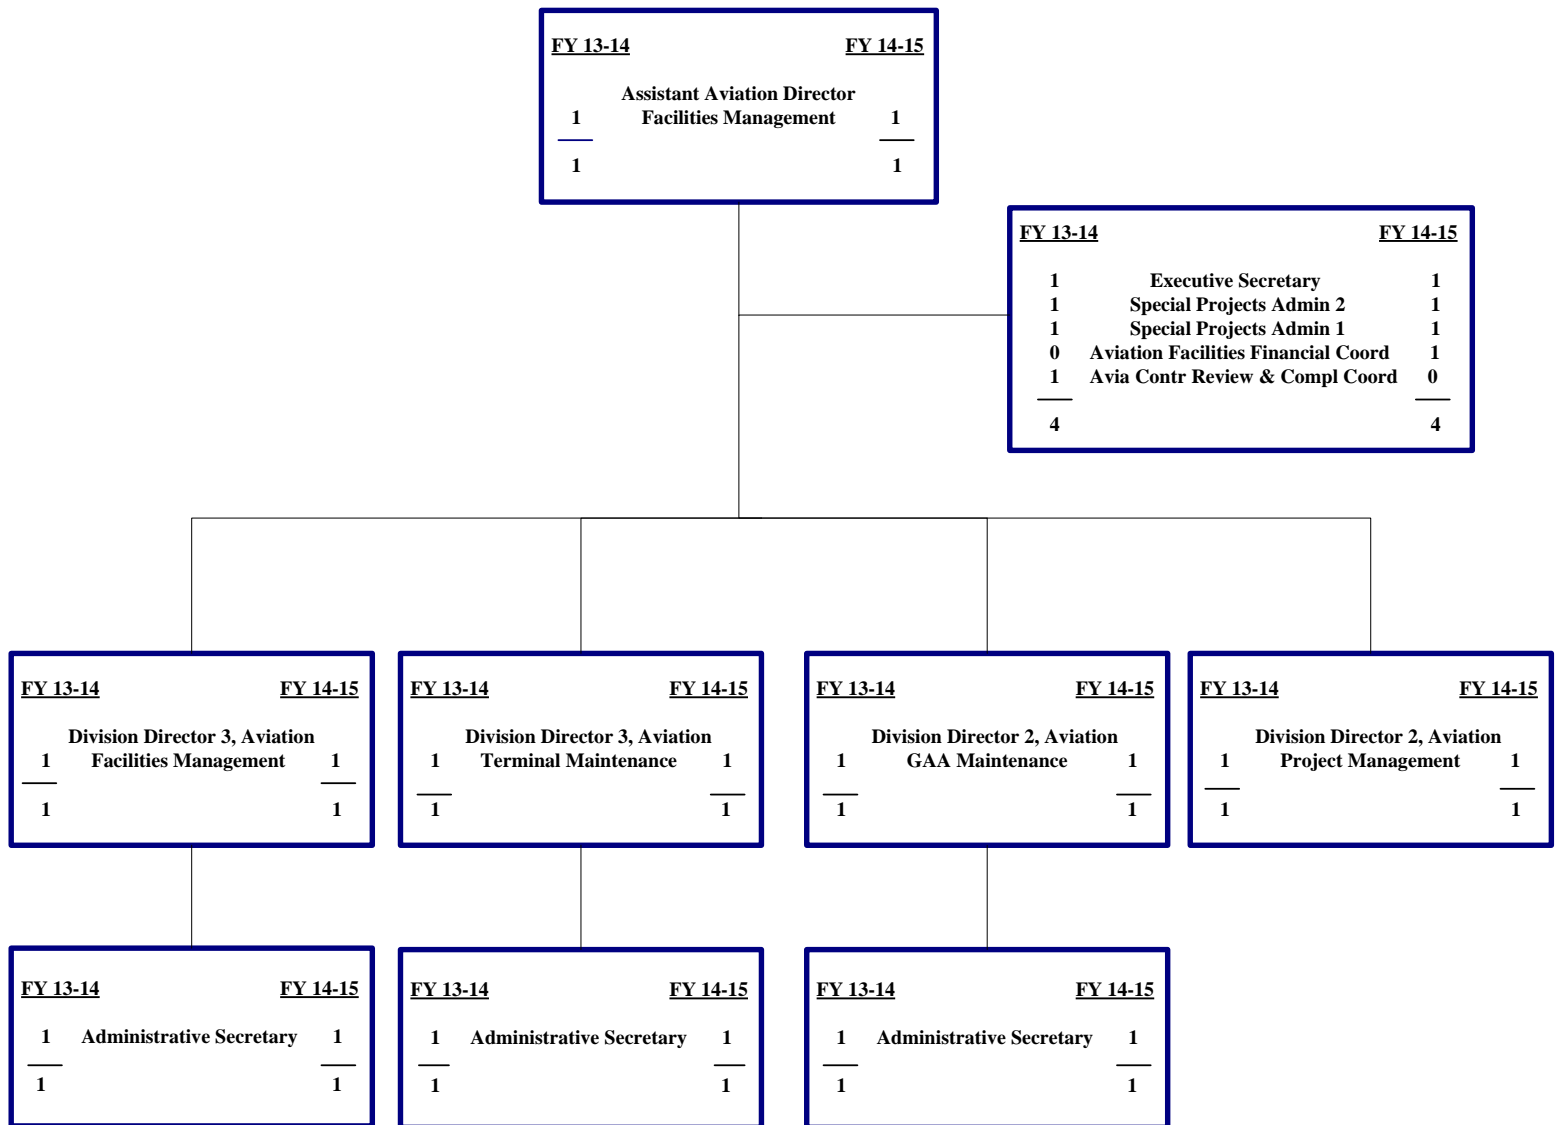 FY 13-14 FY 14-15
Assistant Aviation Director
1 Facilities Management 1
1 1
FY 13-14 FY 14-15
1 Executive Secretary 1
1 Special Projects Admin 2 1
1 Special Projects Admin 1 1
0 Aviation Facilities Financial Coord 1
1 Avia Contr Review & Compl Coord 0
4 4
FY 13-14 FY 14-15
Division Director 3, Aviation
1 Facilities Management 1
1 1
FY 13-14 FY 14-15
Division Director 3, Aviation
1 Terminal Maintenance 1
1 1
FY 13-14 FY 14-15
Division Director 2, Aviation
1 GAA Maintenance 1
1 1
FY 13-14 FY 14-15
Division Director 2, Aviation
1 Project Management 1
1 1
FY 13-14 FY 14-15
1 Administrative Secretary 1
1 1
FY 13-14 FY 14-15
1 Administrative Secretary 1
1 1
FY 13-14 FY 14-15
1 Administrative Secretary 1
1 1